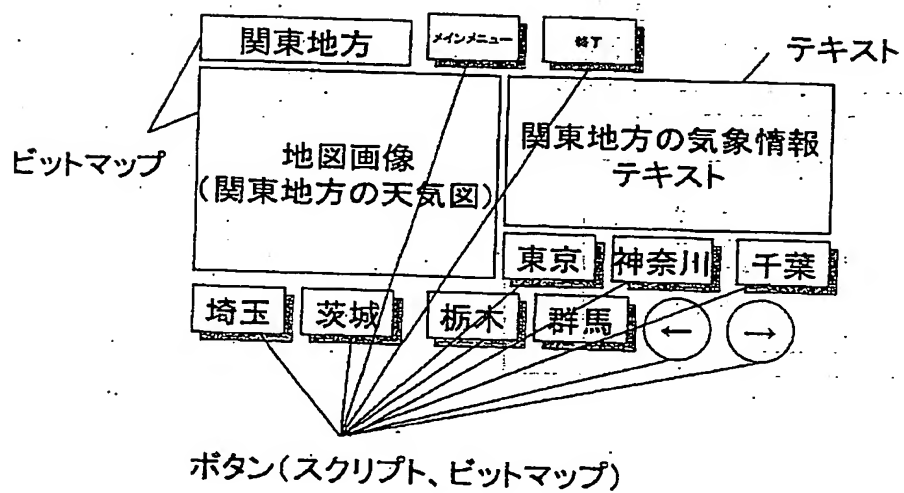 関東地方
メインメニュー
終了
テキスト
ビットマップ
地図画像
(関東地方の天気図)
関東地方の気象情報
テキスト
東京
神奈川
千葉
埼玉
茨城
栃木
群馬
←
→
ボタン(スクリプト、ビットマップ)